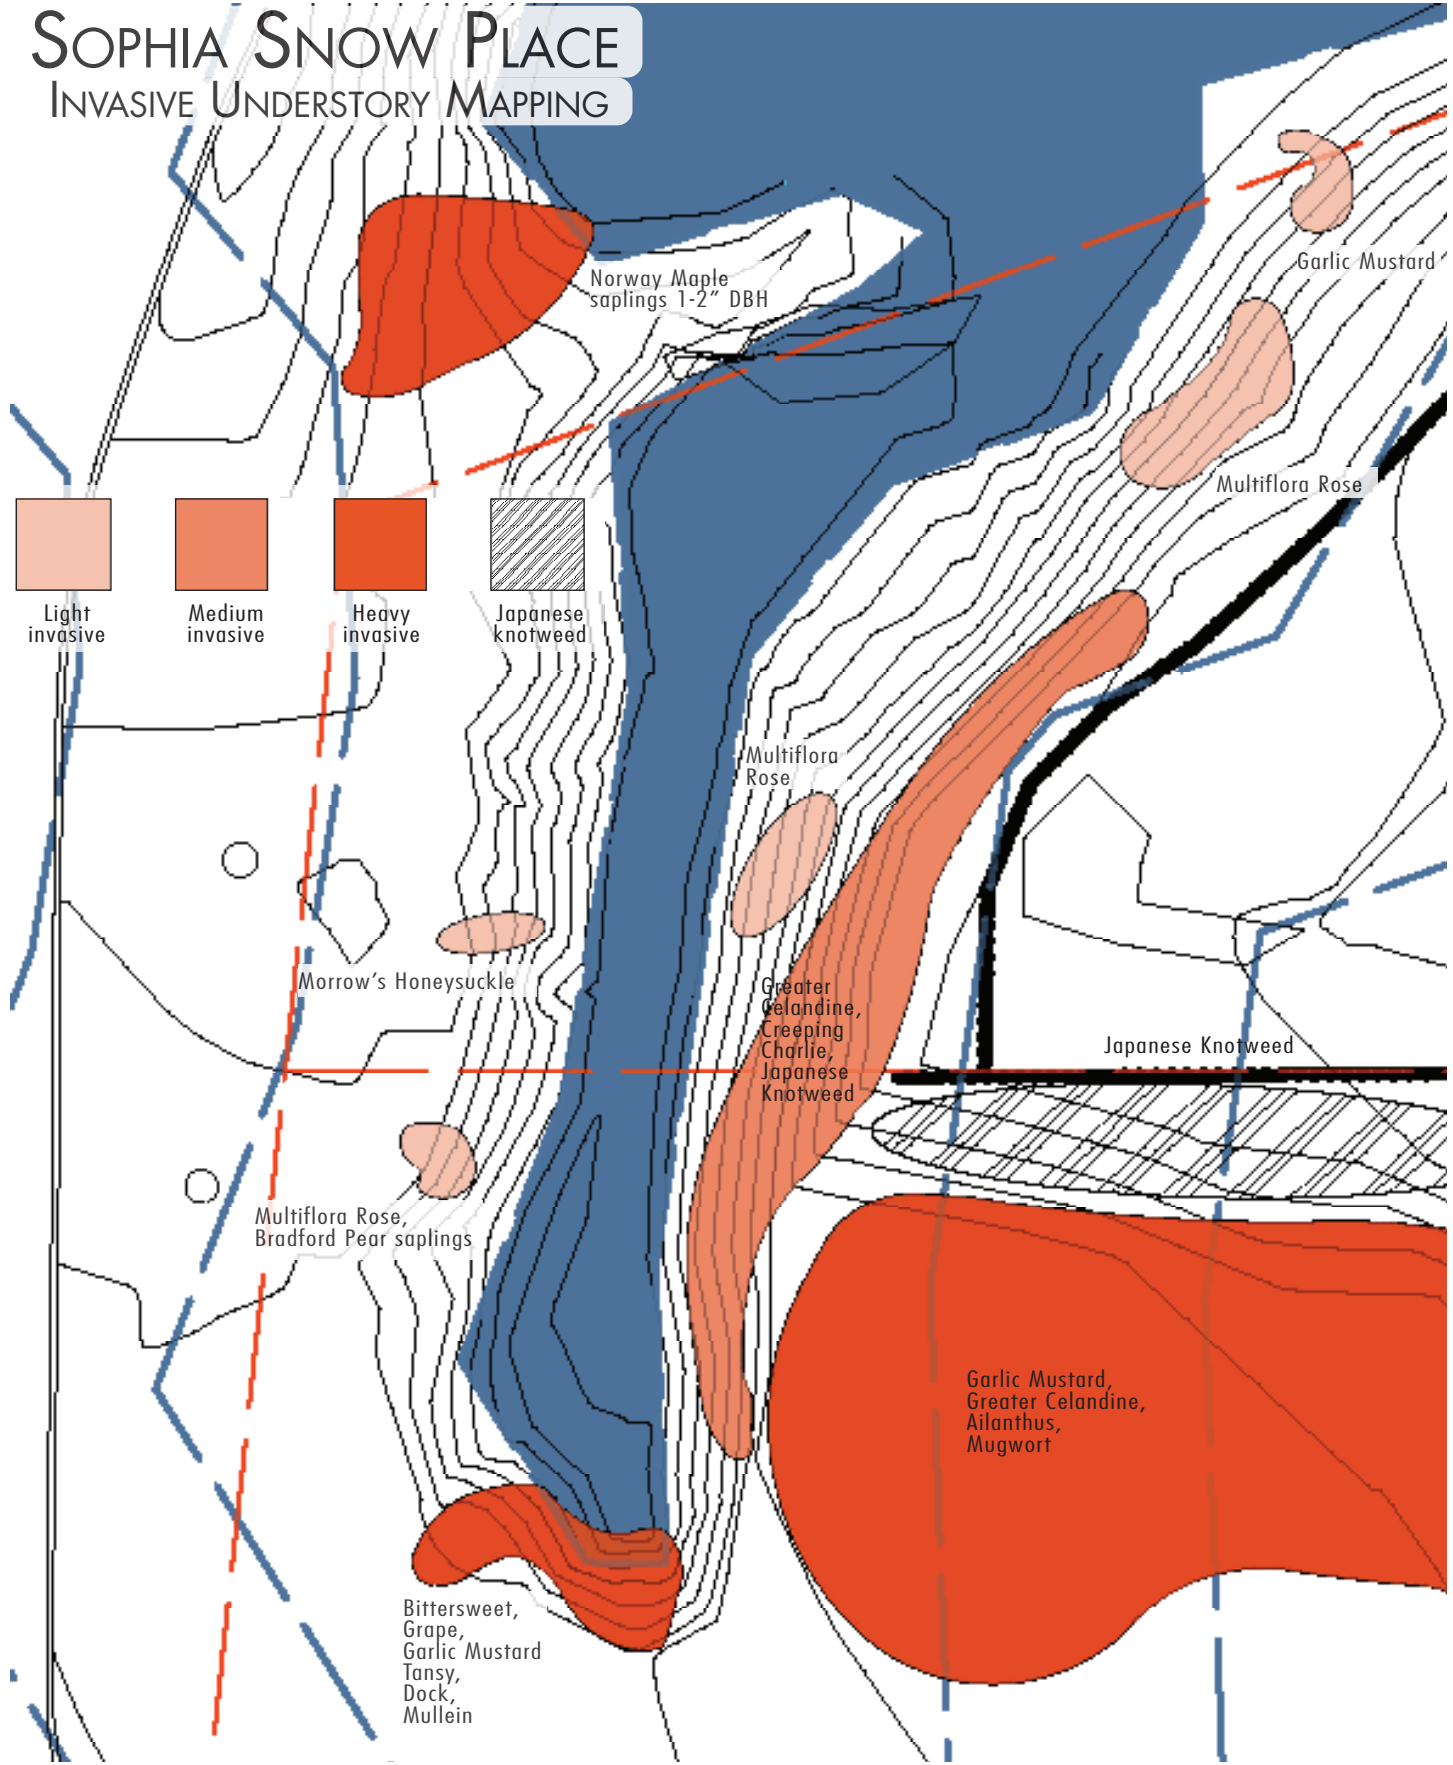 SOPHIA SNOW PLACE
INVASIVE UNDERSTORY MAPPING
Garlic Mustard
Norway Maple
saplings 1-2” DBH
Multiflora Rose
Light
invasive
Medium
invasive
Heavy
invasive
Japanese
knotweed
Multiflora
Rose
Morrow’s Honeysuckle
Greater
Celandine,
Creeping
Charlie,
Japanese
Knotweed
Japanese Knotweed
Multiflora Rose,
Bradford Pear saplings
Garlic Mustard,
Greater Celandine,
Ailanthus,
Mugwort
Bittersweet,
Grape,
Garlic Mustard
Tansy,
Dock,
Mullein